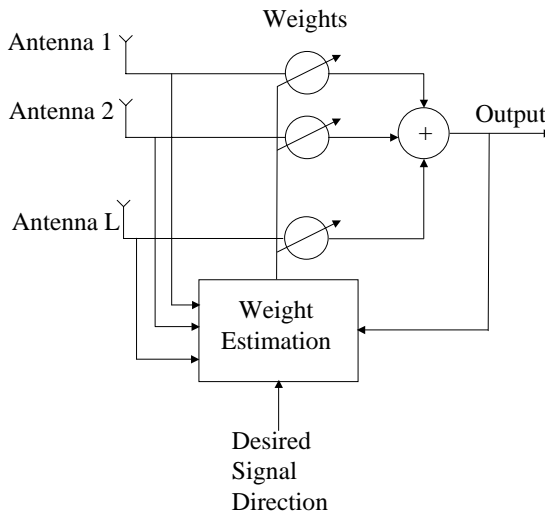 Weights
Antenna 1
Antenna 2
Output
+
Antenna L
Weight
Estimation
Desired
Signal
Direction